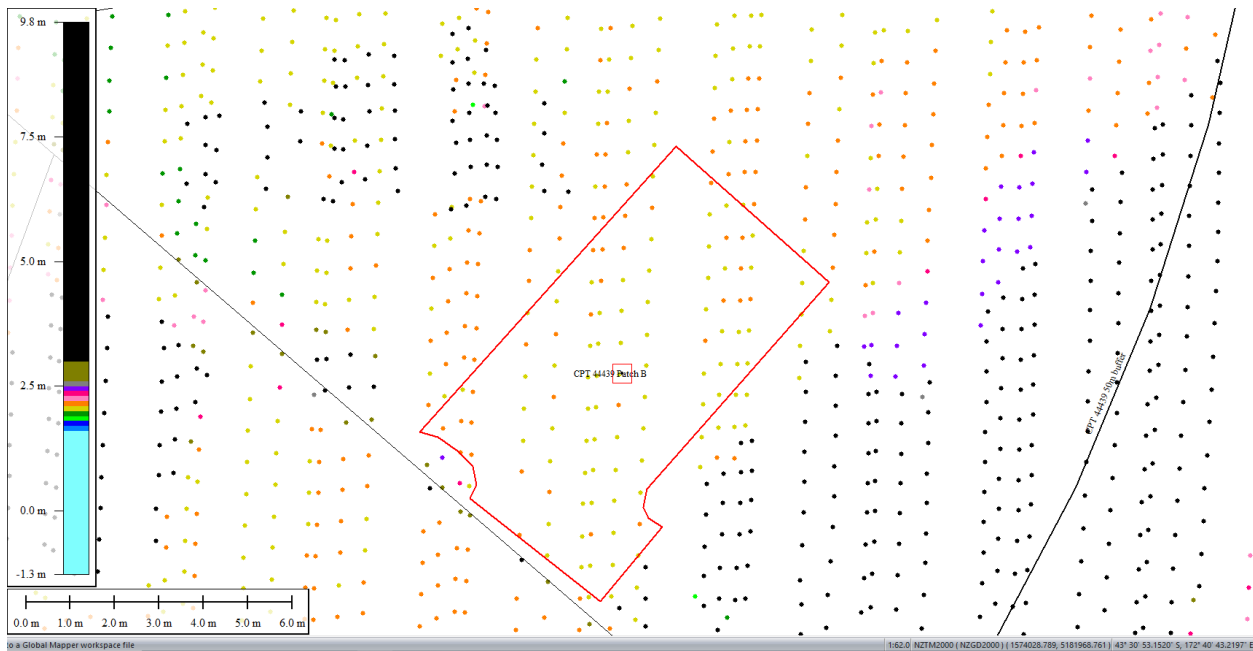 9.8 m
7.5 m
5.0 m
2.5 m
0.0 m
-1.3 m
0.0 m 1.0 m 2.0 m 3.0 m 4.0 m 5.0 m 6.0 m
CPT 44439 Patch B
CPT 44439 50m buffer
o a Global Mapper workspace file
1:62.0 NZTM2000 ( NZGD2000 ) ( 1574028.789, 5181968.761 ) 43° 30' 53.1520" S, 172° 40' 43.2197" E